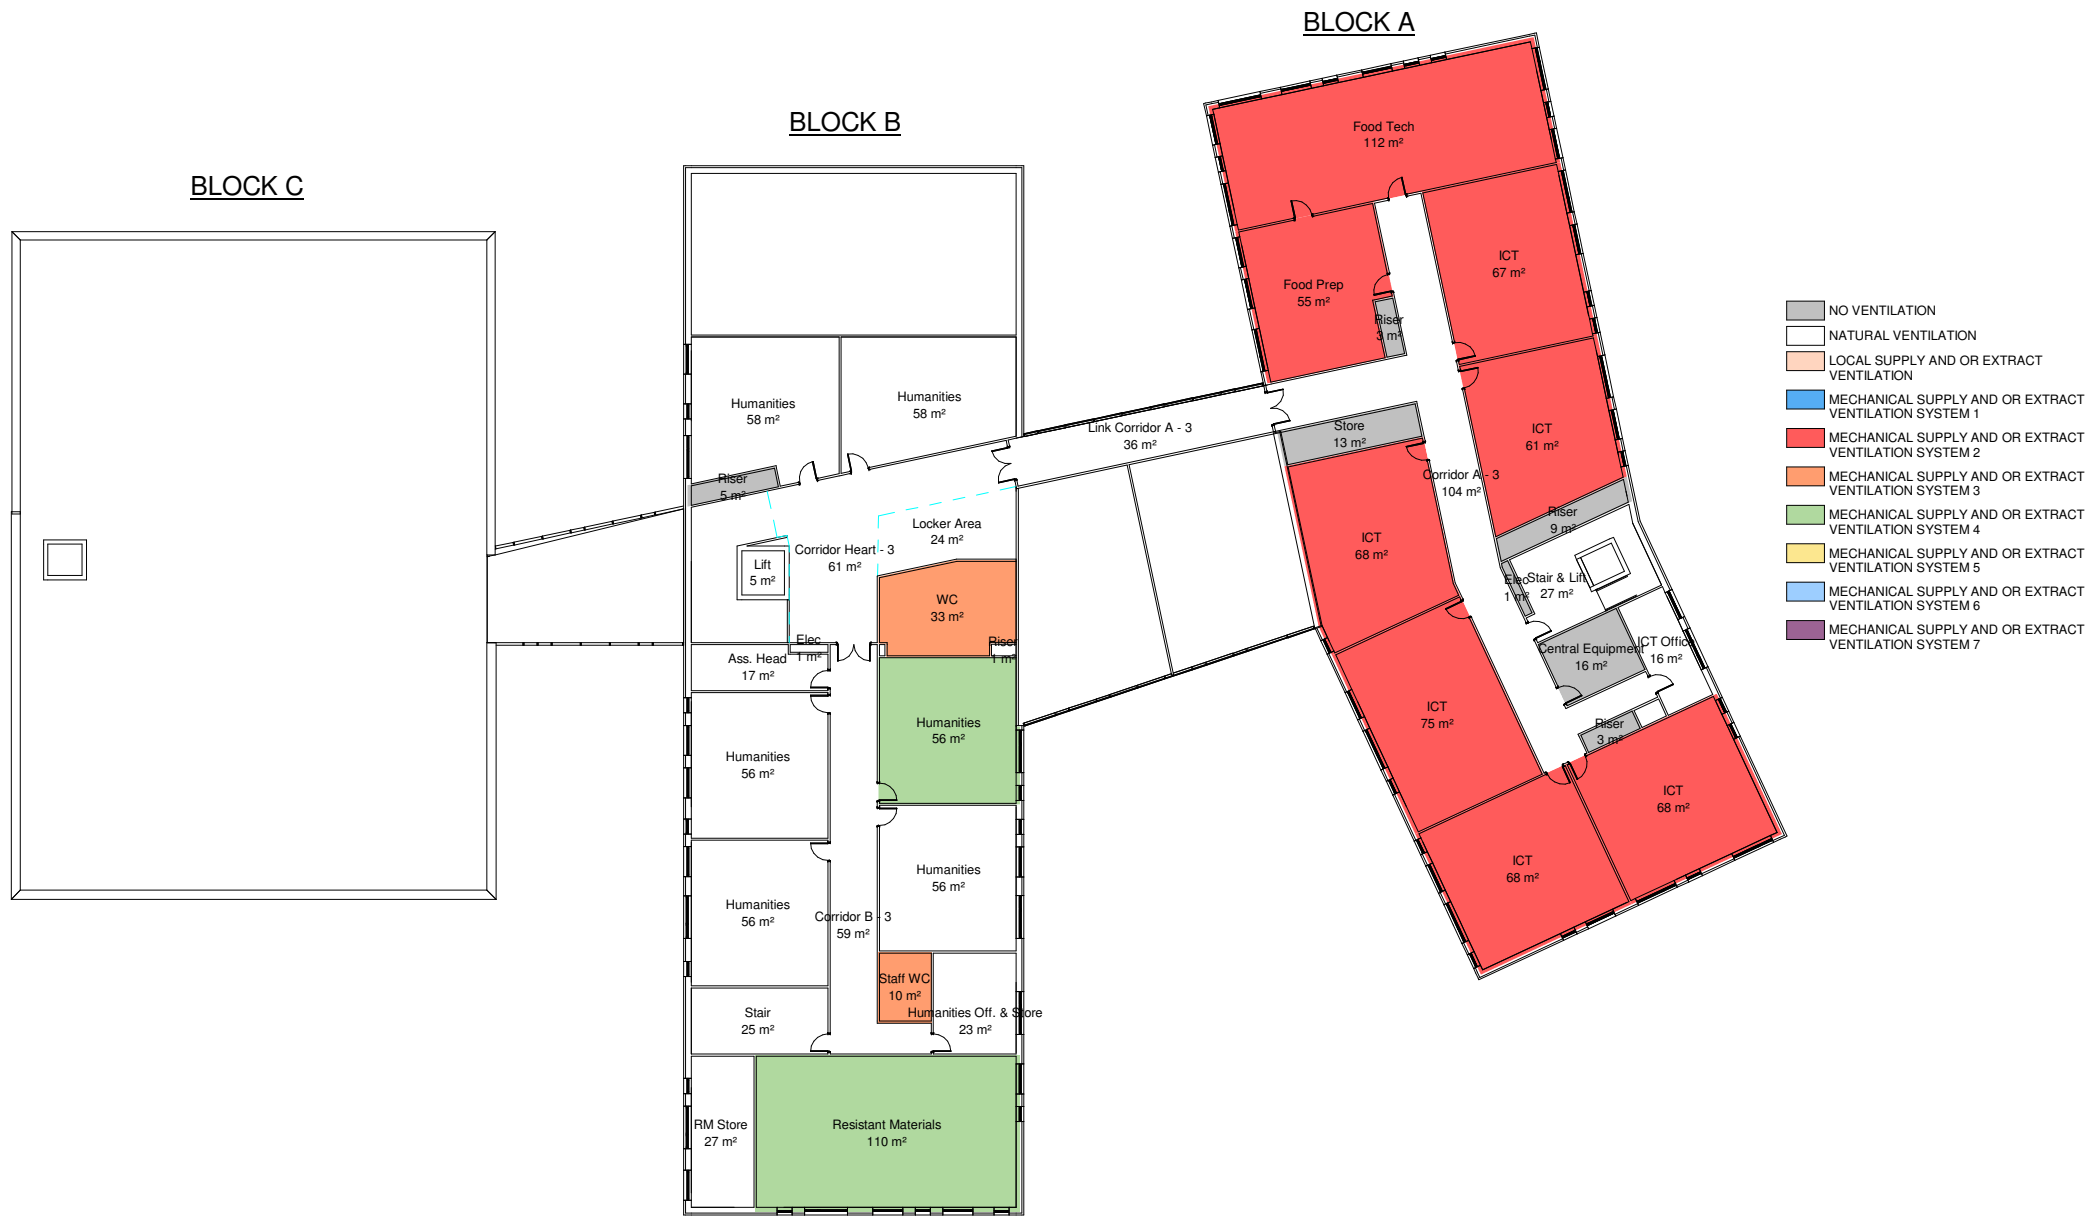 BLOCK A
BLOCK B
BLOCK C
Food Tech
112 m²
ICT
67 m²
Food Prep
55 m²
Riser
3 m²
NO VENTILATION
NATURAL VENTILATION
LOCAL SUPPLY AND OR EXTRACT
VENTILATION
MECHANICAL SUPPLY AND OR EXTRACT
VENTILATION SYSTEM 1
MECHANICAL SUPPLY AND OR EXTRACT
VENTILATION SYSTEM 2
MECHANICAL SUPPLY AND OR EXTRACT
VENTILATION SYSTEM 3
MECHANICAL SUPPLY AND OR EXTRACT
VENTILATION SYSTEM 4
MECHANICAL SUPPLY AND OR EXTRACT
VENTILATION SYSTEM 5
MECHANICAL SUPPLY AND OR EXTRACT
VENTILATION SYSTEM 6
MECHANICAL SUPPLY AND OR EXTRACT
VENTILATION SYSTEM 7
Humanities
58 m²
Humanities
58 m²
Link Corridor A - 3
36 m²
Store
13 m²
ICT
61 m²
Riser
5 m²
Corridor A - 3
104 m²
Locker Area
24 m²
Riser
9 m²
Corridor Heart - 3
61 m²
ICT
68 m²
Lift
5 m²
Elec
1 m²
Stair & Lift
27 m²
WC
33 m²
Elec
1 m²
Riser
1 m²
Central Equipment
16 m²
ICT Office
16 m²
Ass. Head
17 m²
Humanities
56 m²
ICT
75 m²
Riser
3 m²
Humanities
56 m²
ICT
68 m²
Humanities
56 m²
ICT
68 m²
Humanities
56 m²
Corridor B - 3
59 m²
Staff WC
10 m²
Stair
25 m²
Humanities Off. & Store
23 m²
RM Store
27 m²
Resistant Materials
110 m²